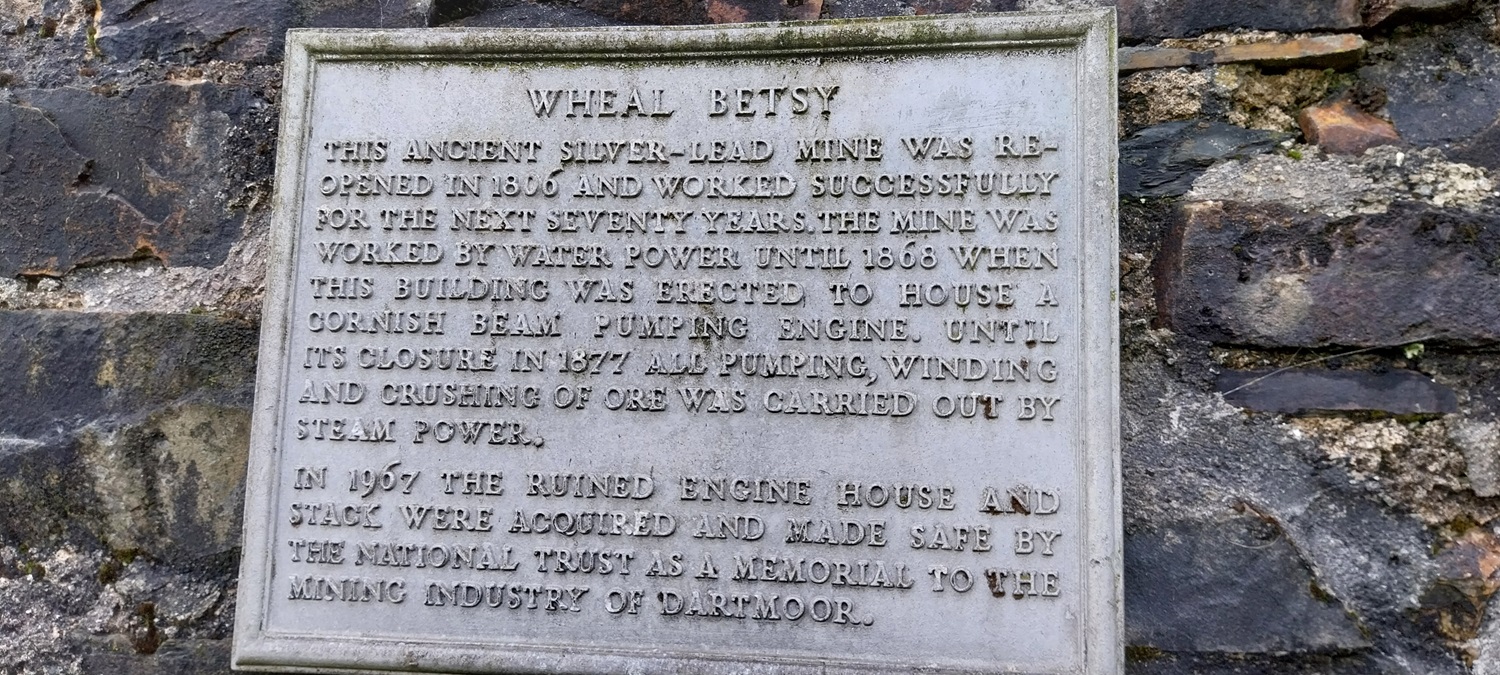 WHEAL BETSY
THIS ANCIENT SILVER-LEAD MINE WAS RE-
OPENED IN 1806 AND WORKED SUCCESSFULLY
FOR THE NEXT SEVENTY YEARS. THE MINE WAS
WORKED BY WATER POWER UNTIL 1868 WHEN
THIS BUILDING WAS ERECTED TO HOUSE A
CORNISH BEAM PUMPING ENGINE. UNTIL
ITS CLOSURE IN 1877 ALL PUMPING, WINDING
AND CRUSHING OF ORE WAS CARRIED OUT BY
STEAM POWER.
IN 1967 THE RUINED ENGINE HOUSE AND
STACK WERE ACQUIRED AND MADE SAFE BY
THE NATIONAL TRUST AS A MEMORIAL TO THE
MINING INDUSTRY OF DARTMOOR.